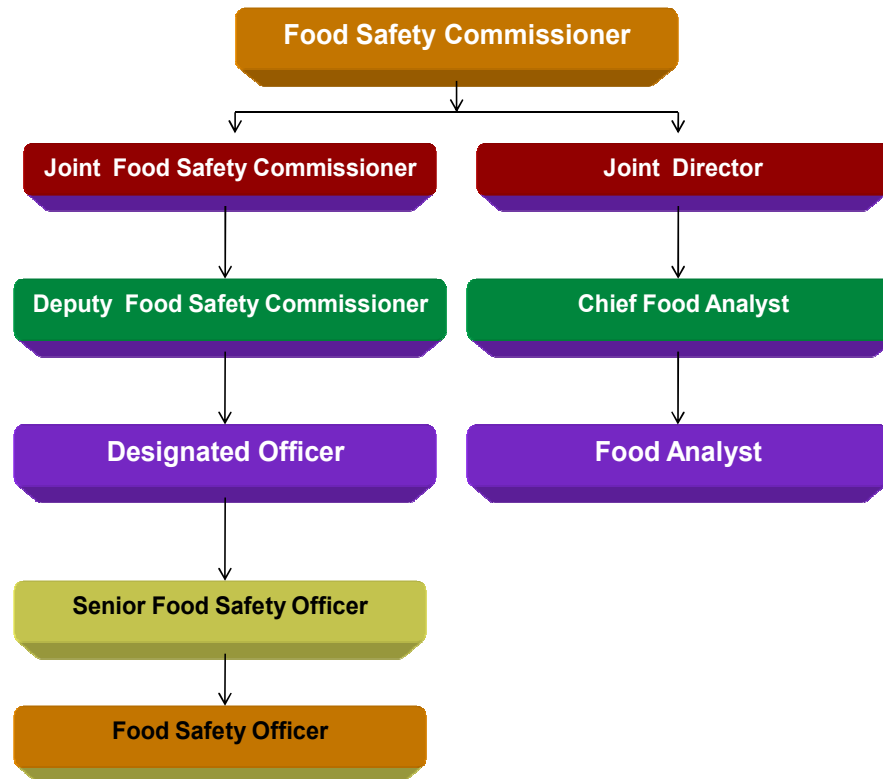 Food Safety Commissioner
Joint Food Safety Commissioner
Joint Director
Deputy Food Safety Commissioner
Chief Food Analyst
Designated Officer
Food Analyst
Senior Food Safety Officer
Food Safety Officer